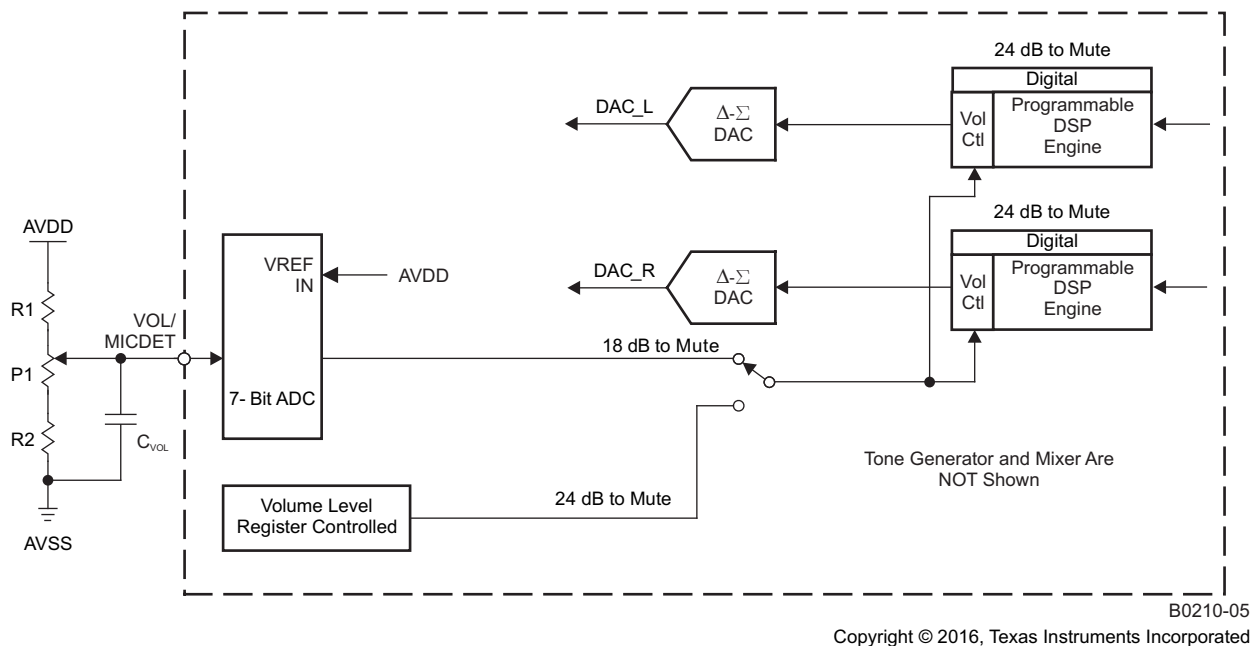 24 dB to Mute
Digital
Vol
Ctl
Programmable
DSP
Engine
DAC_L
Δ-Σ
DAC
24 dB to Mute
Digital
Vol
Ctl
Programmable
DSP
Engine
DAC_R
Δ-Σ
DAC
AVDD
R1
P1
R2
AVSS
CVOL
VOL/
MICDET
VREF
IN
AVDD
7- Bit ADC
18 dB to Mute
24 dB to Mute
Volume Level
Register Controlled
Tone Generator and Mixer Are
NOT Shown
B0210-05
Copyright © 2016, Texas Instruments Incorporated